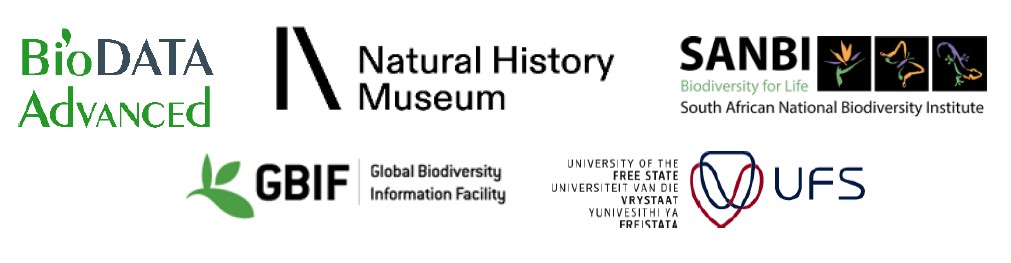 BioDATA
Advanced
Natural History
Museum
SANBI
Biodiversity for Life
South African National Biodiversity Institute
GBIF
Global Biodiversity
Information Facility
UNIVERSITY OF THE
FREE STATE
UNIVERSITEIT VAN DIE
VRYSTAAT
YUNIVESITHI YA
FREISTATA
UFS